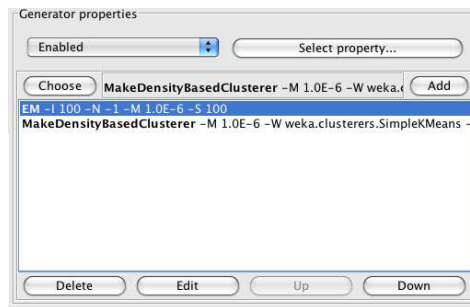 Generator properties
Enabled Select property...
Choose MakeDensityBasedClusterer -M 1.0E-6 -W weka.c Add
EM -I 100 -N -1 -M 1.0E-6 -S 100
MakeDensityBasedClusterer -M 1.0E-6 -W weka.clusterers.SimpleKMeans -
Delete Edit Up Down